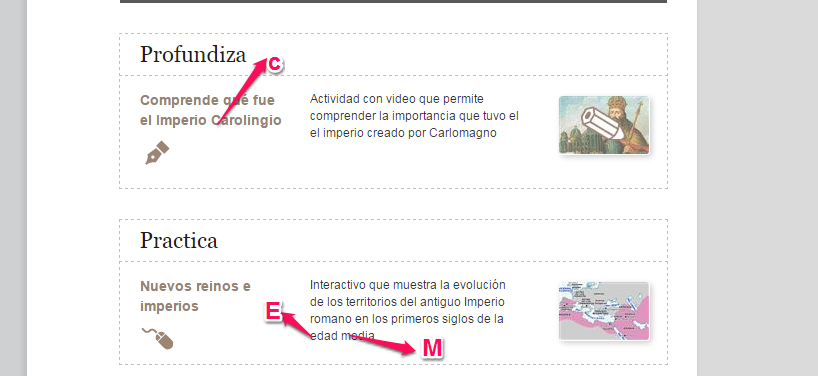 Profundiza
C
Comprende qué fue
el Imperio Carolingio
Actividad con video que permite
comprender la importancia que tuvo el
el imperio creado por Carlomagno
Practica
Nuevos reinos e
imperios
Interactivo que muestra la evolución
de los territorios del antiguo Imperio
romano en los primeros siglos de la
edad media
E
M